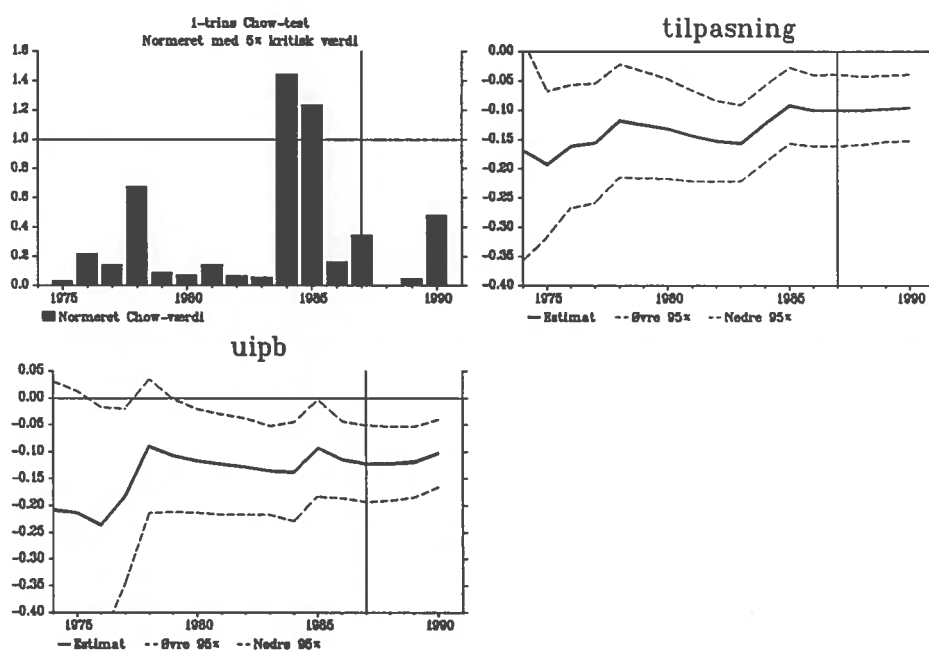 1-trins Chow-test
Normeret med 5% kritisk værdi
1.6
1.4
1.2
1.0
0.8
0.6
0.4
0.2
0.0
1975 1980 1985 1990
Normeret Chow-værdi
tilpasning
0.00
-0.05
-0.10
-0.15
-0.20
-0.25
-0.30
-0.35
-0.40
1975 1980 1985 1990
Estimat Øvre 95% Nedre 95%
uipb
0.05
0.00
-0.05
-0.10
-0.15
-0.20
-0.25
-0.30
-0.35
-0.40
1975 1980 1985 1990
Estimat Øvre 95% Nedre 95%